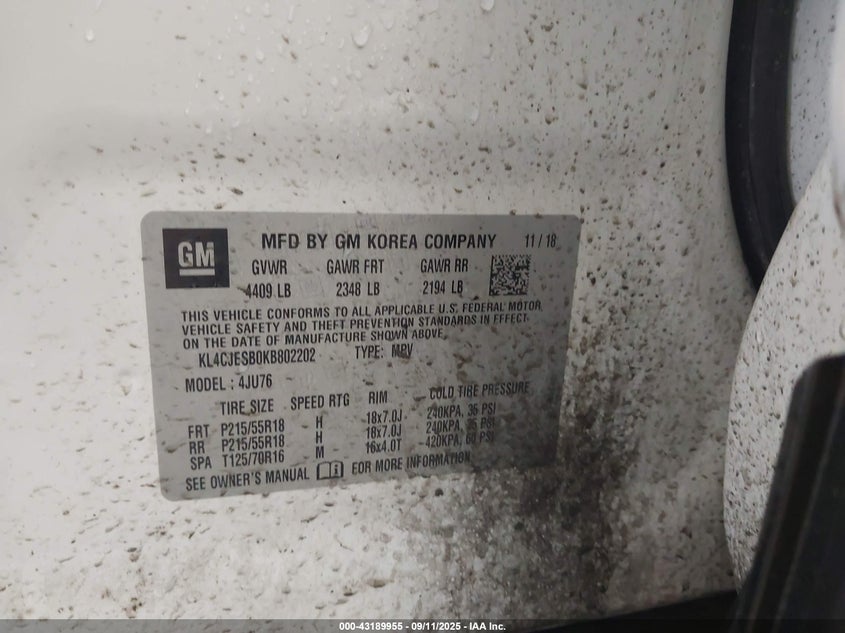 GM
MFD BY GM KOREA COMPANY 11 / 18
GVWR GAWR FRT GAWR RR
4409 LB 2348 LB 2194 LB
THIS VEHICLE CONFORMS TO ALL APPLICABLE U.S. FEDERAL MOTOR
VEHICLE SAFETY AND THEFT PREVENTION STANDARDS IN EFFECT
ON THE DATE OF MANUFACTURE SHOWN ABOVE.
KL4CJESB0KB802202 TYPE: MPV
MODEL : 4JU76
TIRE SIZE SPEED RTG RIM COLD TIRE PRESSURE
FRT P215/55R18 H 18x7.0J 240KPA, 35 PSI
RR P215/55R18 H 18x7.0J 240KPA, 35 PSI
SPA T125/70R16 M 16x4.0T 420KPA, 60 PSI
SEE OWNER'S MANUAL FOR MORE INFORMATION
000-43189955 - 09/11/2025 - IAA Inc.